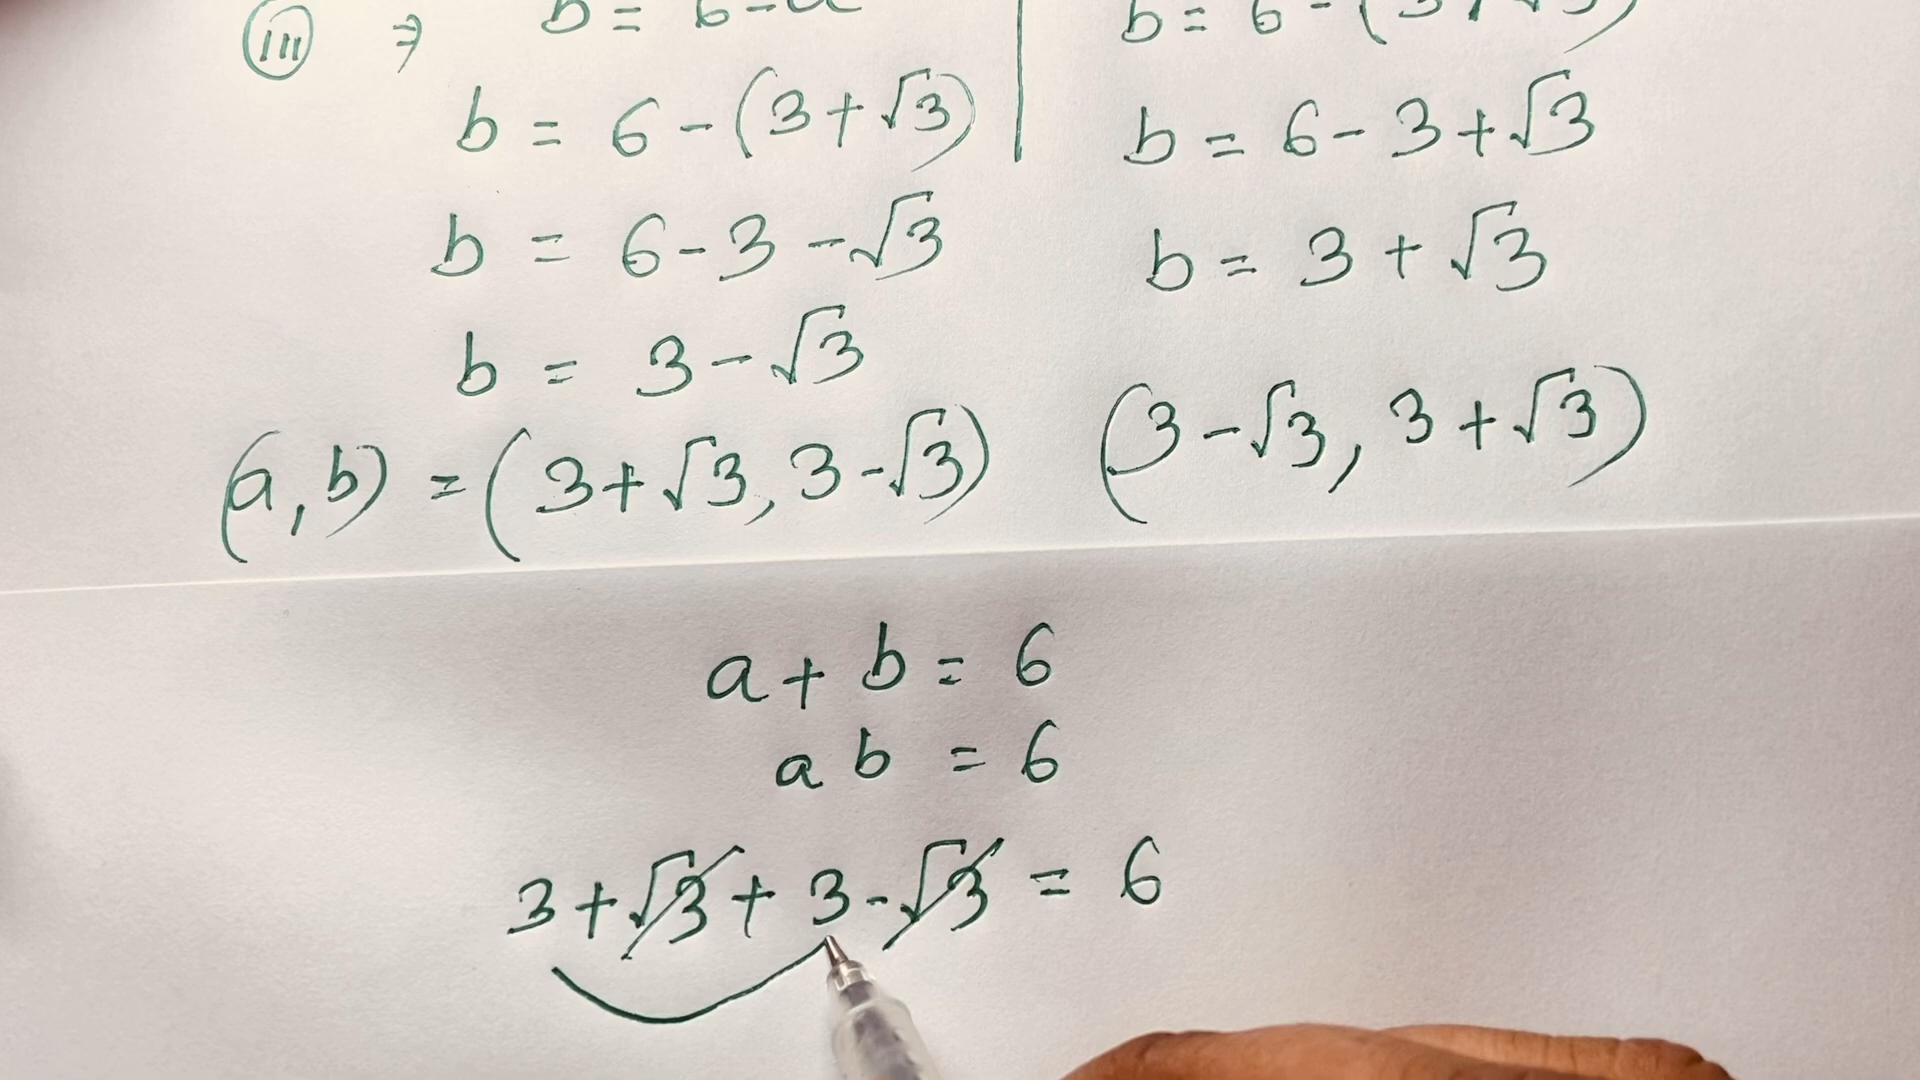 (iii) ⇒ b = 6 - a
b = 6 - (3 + √3)
b = 6 - 3 - √3
b = 3 - √3
(a, b) = (3 + √3, 3 - √3)
b = 6 - 3 + √3
b = 3 + √3
(3 - √3, 3 + √3)
a + b = 6
ab = 6
3 + √3 + 3 - √3 = 6